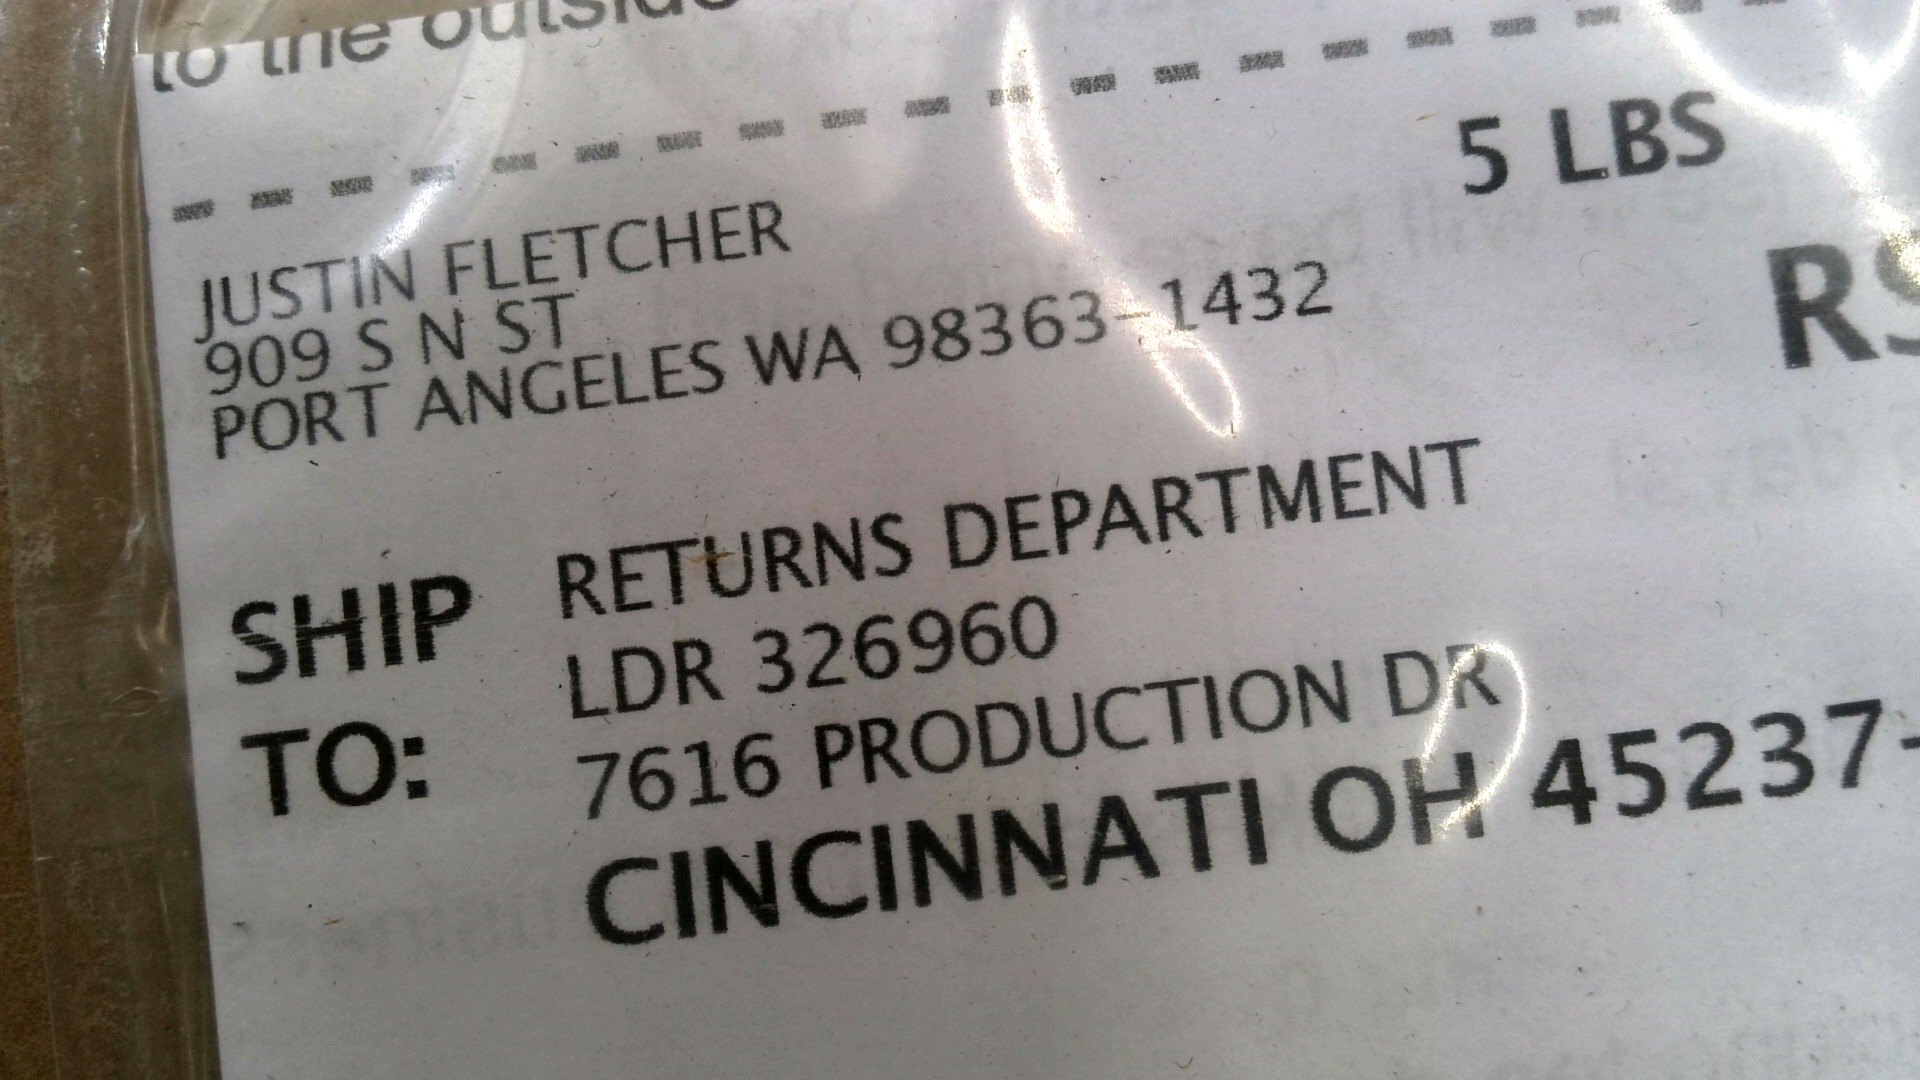 to the outside
5 LBS
JUSTIN FLETCHER
909 S N ST
PORT ANGELES WA 98363-1432
RS
SHIP TO:
RETURNS DEPARTMENT
LDR 326960
7616 PRODUCTION DR
CINCINNATI OH 45237-